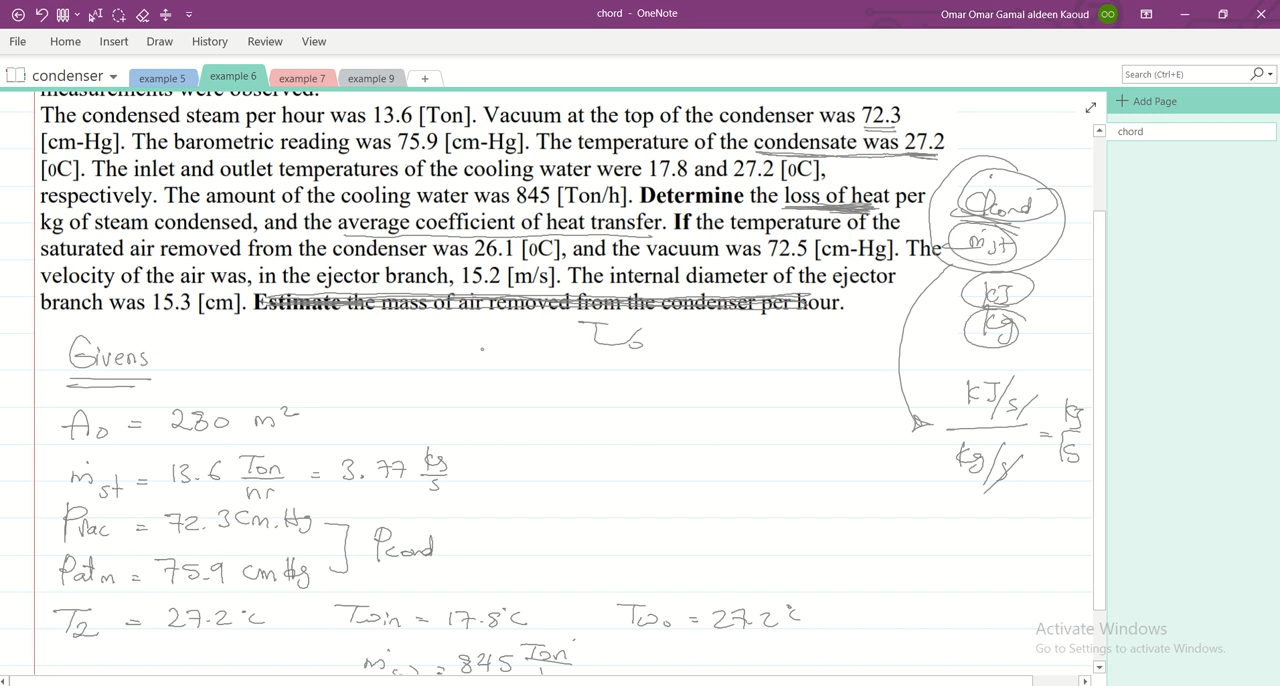 chord - OneNote
Omar Omar Gamal aldeen Kaoud OO
File Home Insert Draw History Review View
condenser example 5 example 6 example 7 example 9 +
Search (Ctrl+E)
Add Page
chord
measurements were observed.
The condensed steam per hour was 13.6 [Ton]. Vacuum at the top of the condenser was 72.3
[cm-Hg]. The barometric reading was 75.9 [cm-Hg]. The temperature of the condensate was 27.2
[0C]. The inlet and outlet temperatures of the cooling water were 17.8 and 27.2 [0C],
respectively. The amount of the cooling water was 845 [Ton/h]. Determine the loss of heat per
kg of steam condensed, and the average coefficient of heat transfer. If the temperature of the
saturated air removed from the condenser was 26.1 [0C], and the vacuum was 72.5 [cm-Hg]. The
velocity of the air was, in the ejector branch, 15.2 [m/s]. The internal diameter of the ejector
branch was 15.3 [cm]. Estimate the mass of air removed from the condenser per hour.
ṁst
kJ
kg
Givens
kJ/s
kg/s
A₀ = 280 m²
ṁst = 13.6 Ton/hr = 3.77 kg/s
Pvac = 72.3 cm.Hg
Pcond
Patm = 75.9 cmHg
T2 = 27.2°C Twin = 17.8°C Two = 27.2°C
= 845 Ton
Activate Windows
Go to Settings to activate Windows.